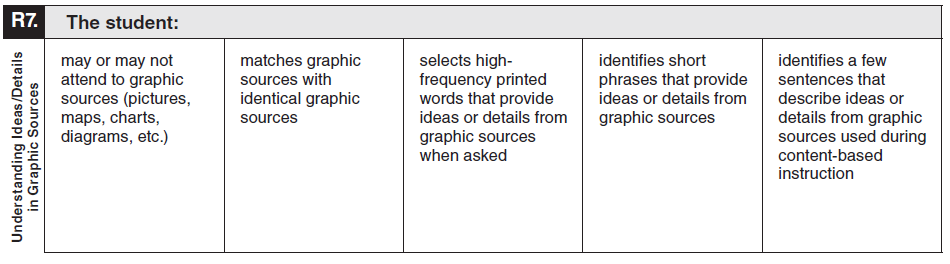 R7. The student:
Understanding Ideas/Details
in Graphic Sources
may or may not
attend to graphic
sources (pictures,
maps, charts,
diagrams, etc.)
matches graphic
sources with
identical graphic
sources
selects high-
frequency printed
words that provide
ideas or details from
graphic sources
when asked
identifies short
phrases that provide
ideas or details from
graphic sources
identifies a few
sentences that
describe ideas or
details from graphic
sources used during
content-based
instruction